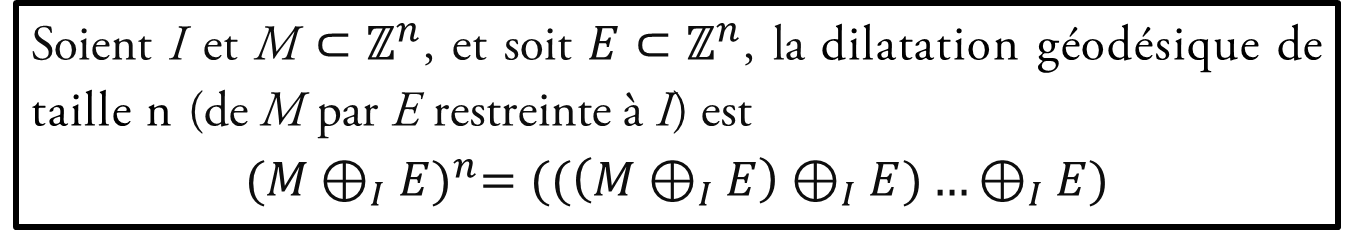 Soient I et M ⊂ ℤⁿ, et soit E ⊂ ℤⁿ, la dilatation géodésique de
taille n (de M par E restreinte à I) est
(M ⊕_I E)ⁿ= (((M ⊕_I E) ⊕_I E) ... ⊕_I E)